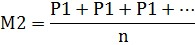 M2 = P1 + P1 + P1 + ⋯
n